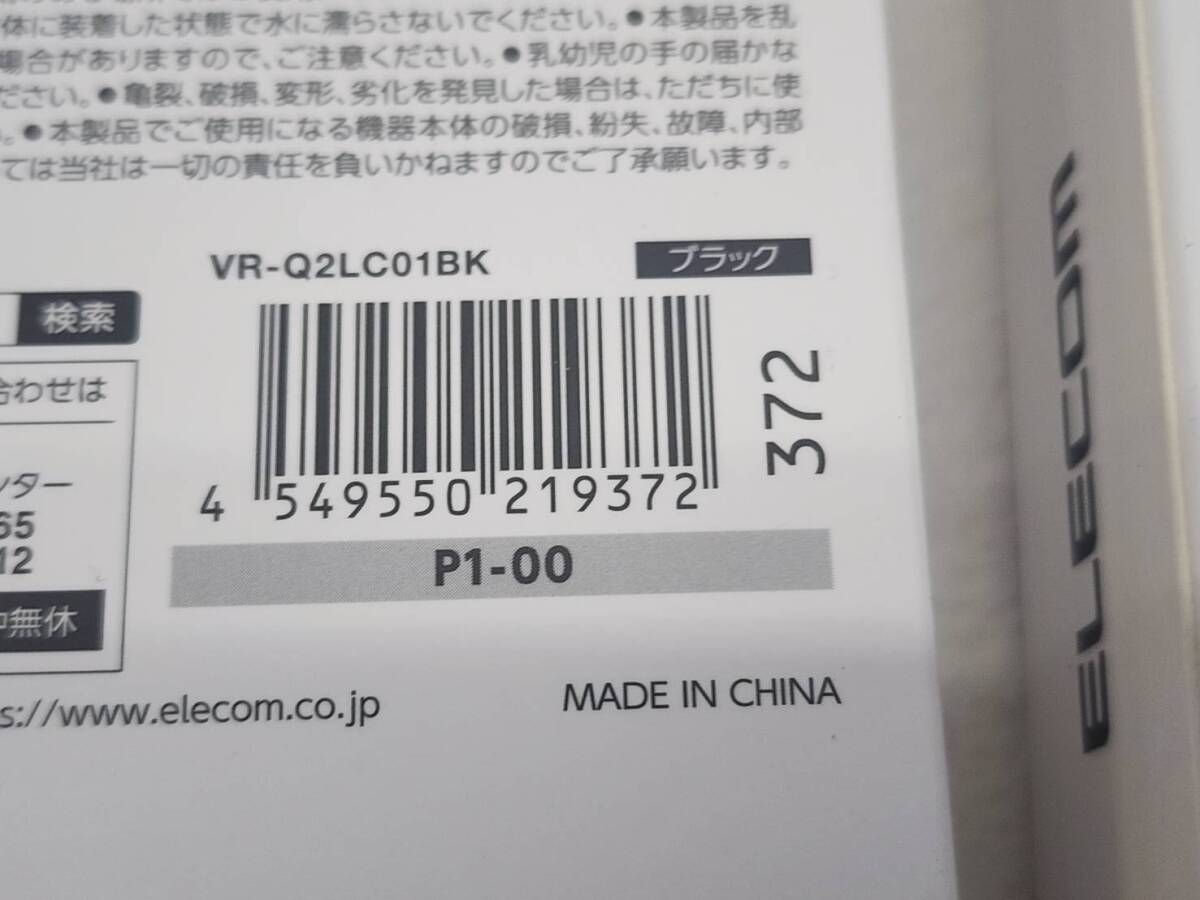 体に装着した状態で水に濡らさないでください。●本製品を乱
場合がありますので、ご注意ください。●乳幼児の手の届かな
ださい。●亀裂、破損、変形、劣化を発見した場合は、ただちに使
。●本製品でご使用になる機器本体の破損、紛失、故障、内部
ては当社は一切の責任を負いかねますのでご了承願います。
VR-Q2LC01BK
ブラック
検索
合わせは
ンター
65
12
中無休
4 549550 219372
372
P1-00
s://www.elecom.co.jp
MADE IN CHINA
ELECOM